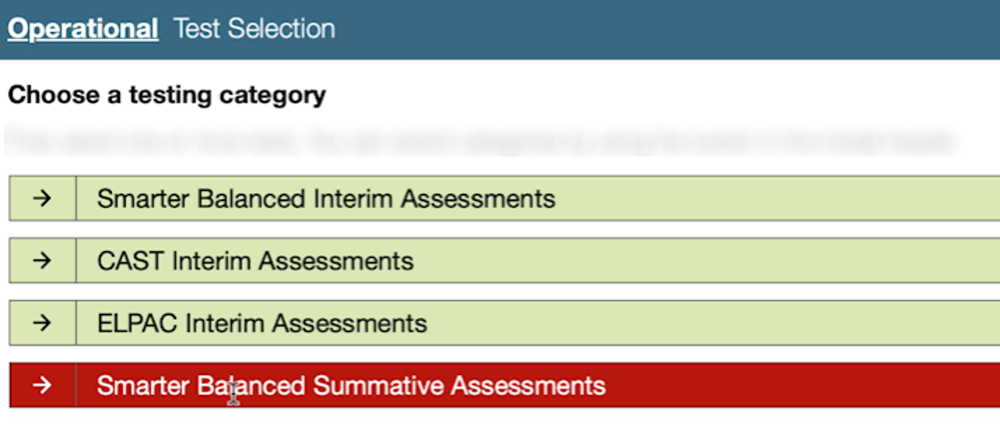 Operational Test Selection
Choose a testing category
→ Smarter Balanced Interim Assessments
→ CAST Interim Assessments
→ ELPAC Interim Assessments
→ Smarter Balanced Summative Assessments